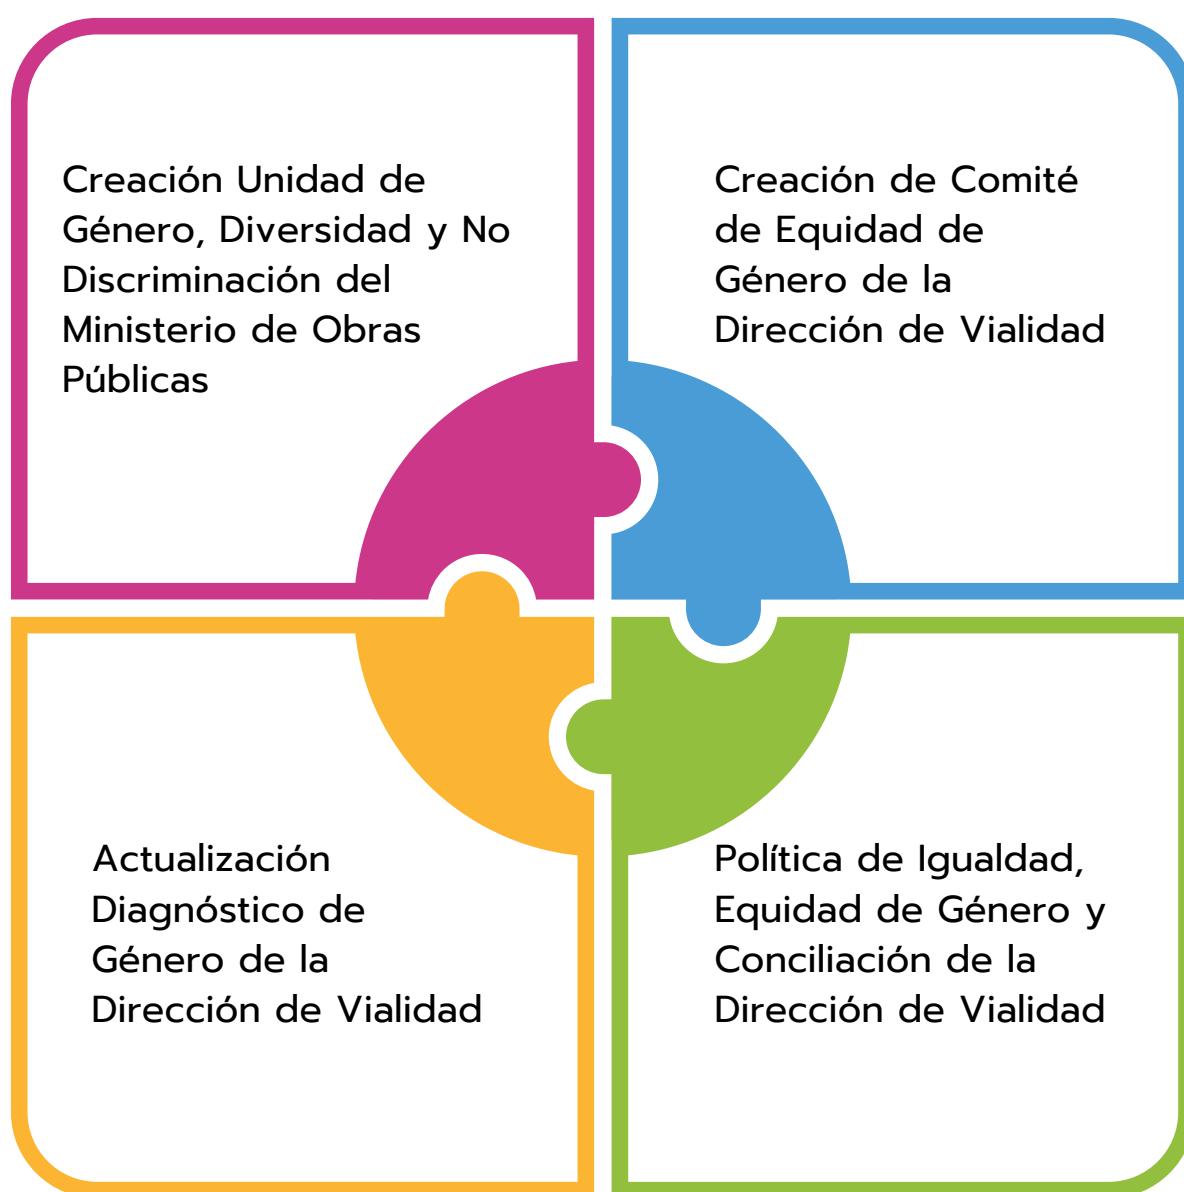 Creación Unidad de
Género, Diversidad y No
Discriminación del
Ministerio de Obras
Públicas
Creación de Comité
de Equidad de
Género de la
Dirección de Vialidad
Actualización
Diagnóstico de
Género de la
Dirección de Vialidad
Política de Igualdad,
Equidad de Género y
Conciliación de la
Dirección de Vialidad